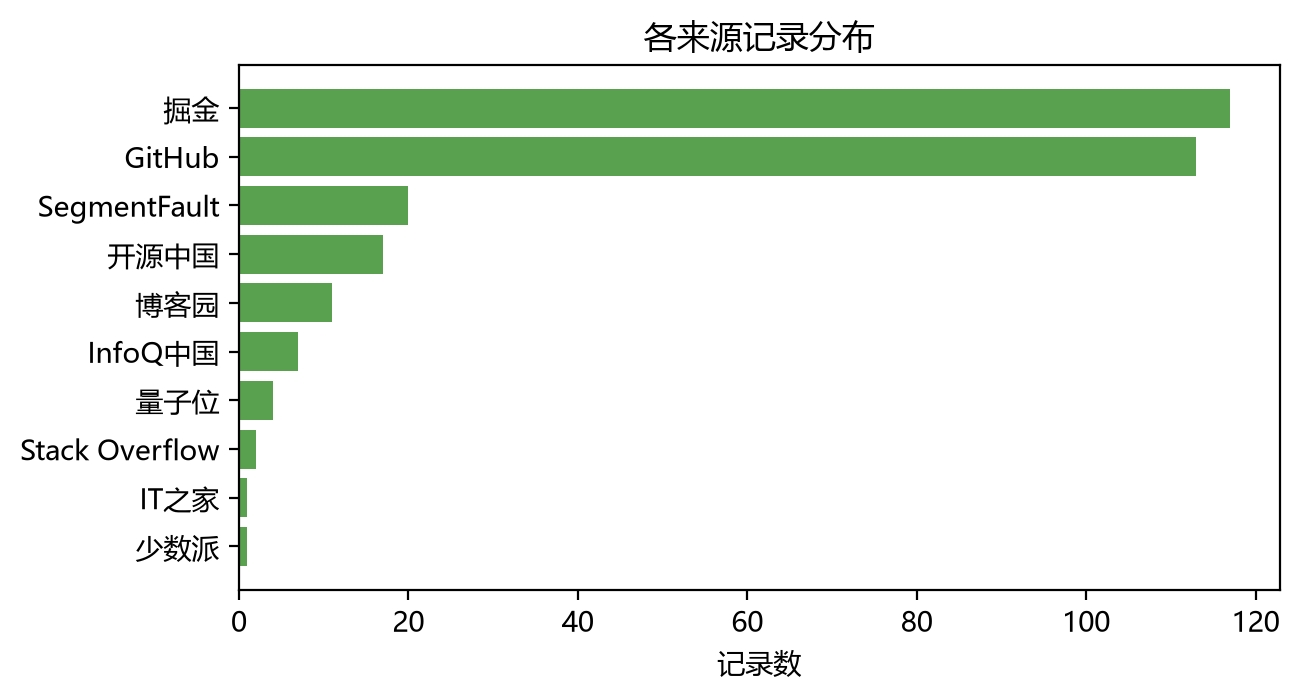 各来源记录分布
掘金
GitHub
SegmentFault
开源中国
博客园
InfoQ中国
量子位
Stack Overflow
IT之家
少数派
0 20 40 60 80 100 120
记录数